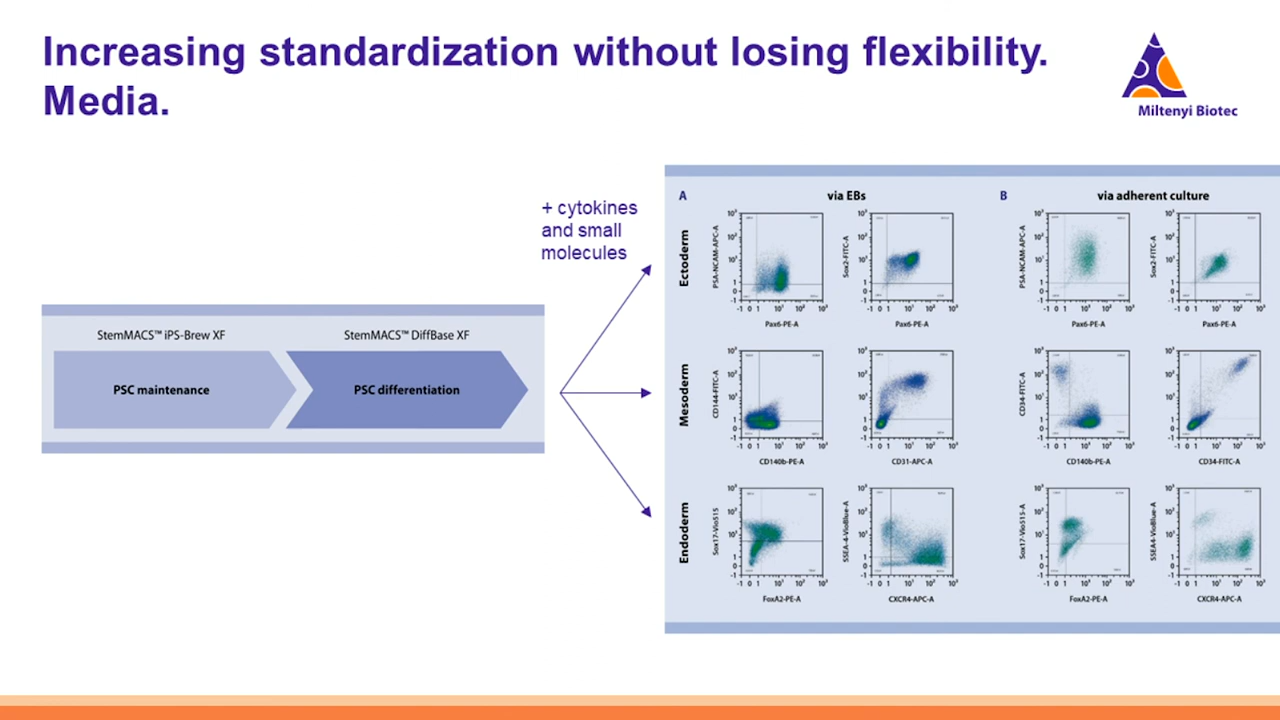 Increasing standardization without losing flexibility.
Media.
Miltenyi Biotec
+ cytokines
and small
molecules
StemMACS™ iPS-Brew XF
StemMACS™ DiffBase XF
PSC maintenance
PSC differentiation
A
via EBs
B
via adherent culture
Ectoderm
PSA-NCAM-APC-A
Pax6-PE-A
Sox2-FITC-A
Pax6-PE-A
PSA-NCAM-APC-A
Pax6-PE-A
Sox2-FITC-A
Pax6-PE-A
Mesoderm
CD144-FITC-A
CD140b-PE-A
CD31-APC-A
CD34-FITC-A
CD140b-PE-A
CD34-FITC-A
Endoderm
Sox17-Vio515
FoxA2-PE-A
SSEA-4-VioBlue-A
CXCR4-APC-A
Sox17-Vio515-A
FoxA2-PE-A
SSEA4-VioBlue-A
CXCR4-APC-A